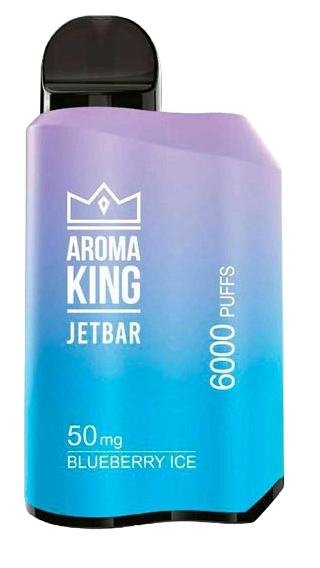 AROMA
KING
JETBAR
6000 PUFFS
50mg
BLUEBERRY ICE